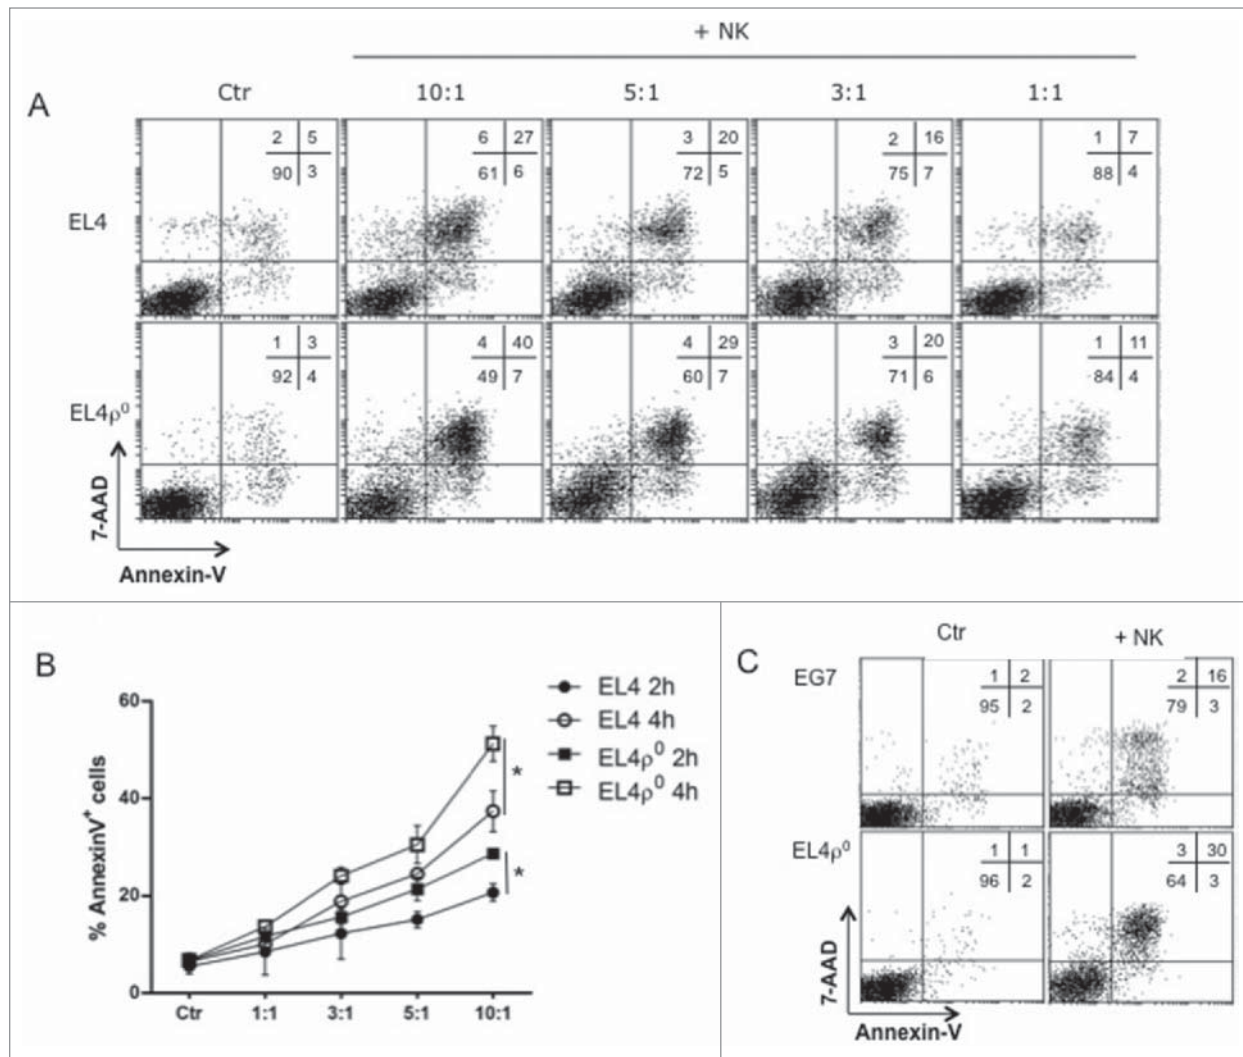 + NK
A
Ctr 10:1 5:1 3:1 1:1
EL4
2 5 6 27 3 20 2 16 1 7
90 3 61 6 72 5 75 7 88 4
EL4ρ⁰
1 3 4 40 4 29 3 20 1 11
92 4 49 7 60 7 71 6 84 4
7-AAD
Annexin-V
B
EL4 2h
EL4 4h
EL4ρ⁰ 2h
EL4ρ⁰ 4h
% AnnexinV⁺ cells
60
40
20
0
*
*
Ctr 1:1 3:1 5:1 10:1
C
Ctr + NK
EG7
1 2 2 16
95 2 79 3
EL4ρ⁰
1 1 3 30
96 2 64 3
7-AAD
Annexin-V